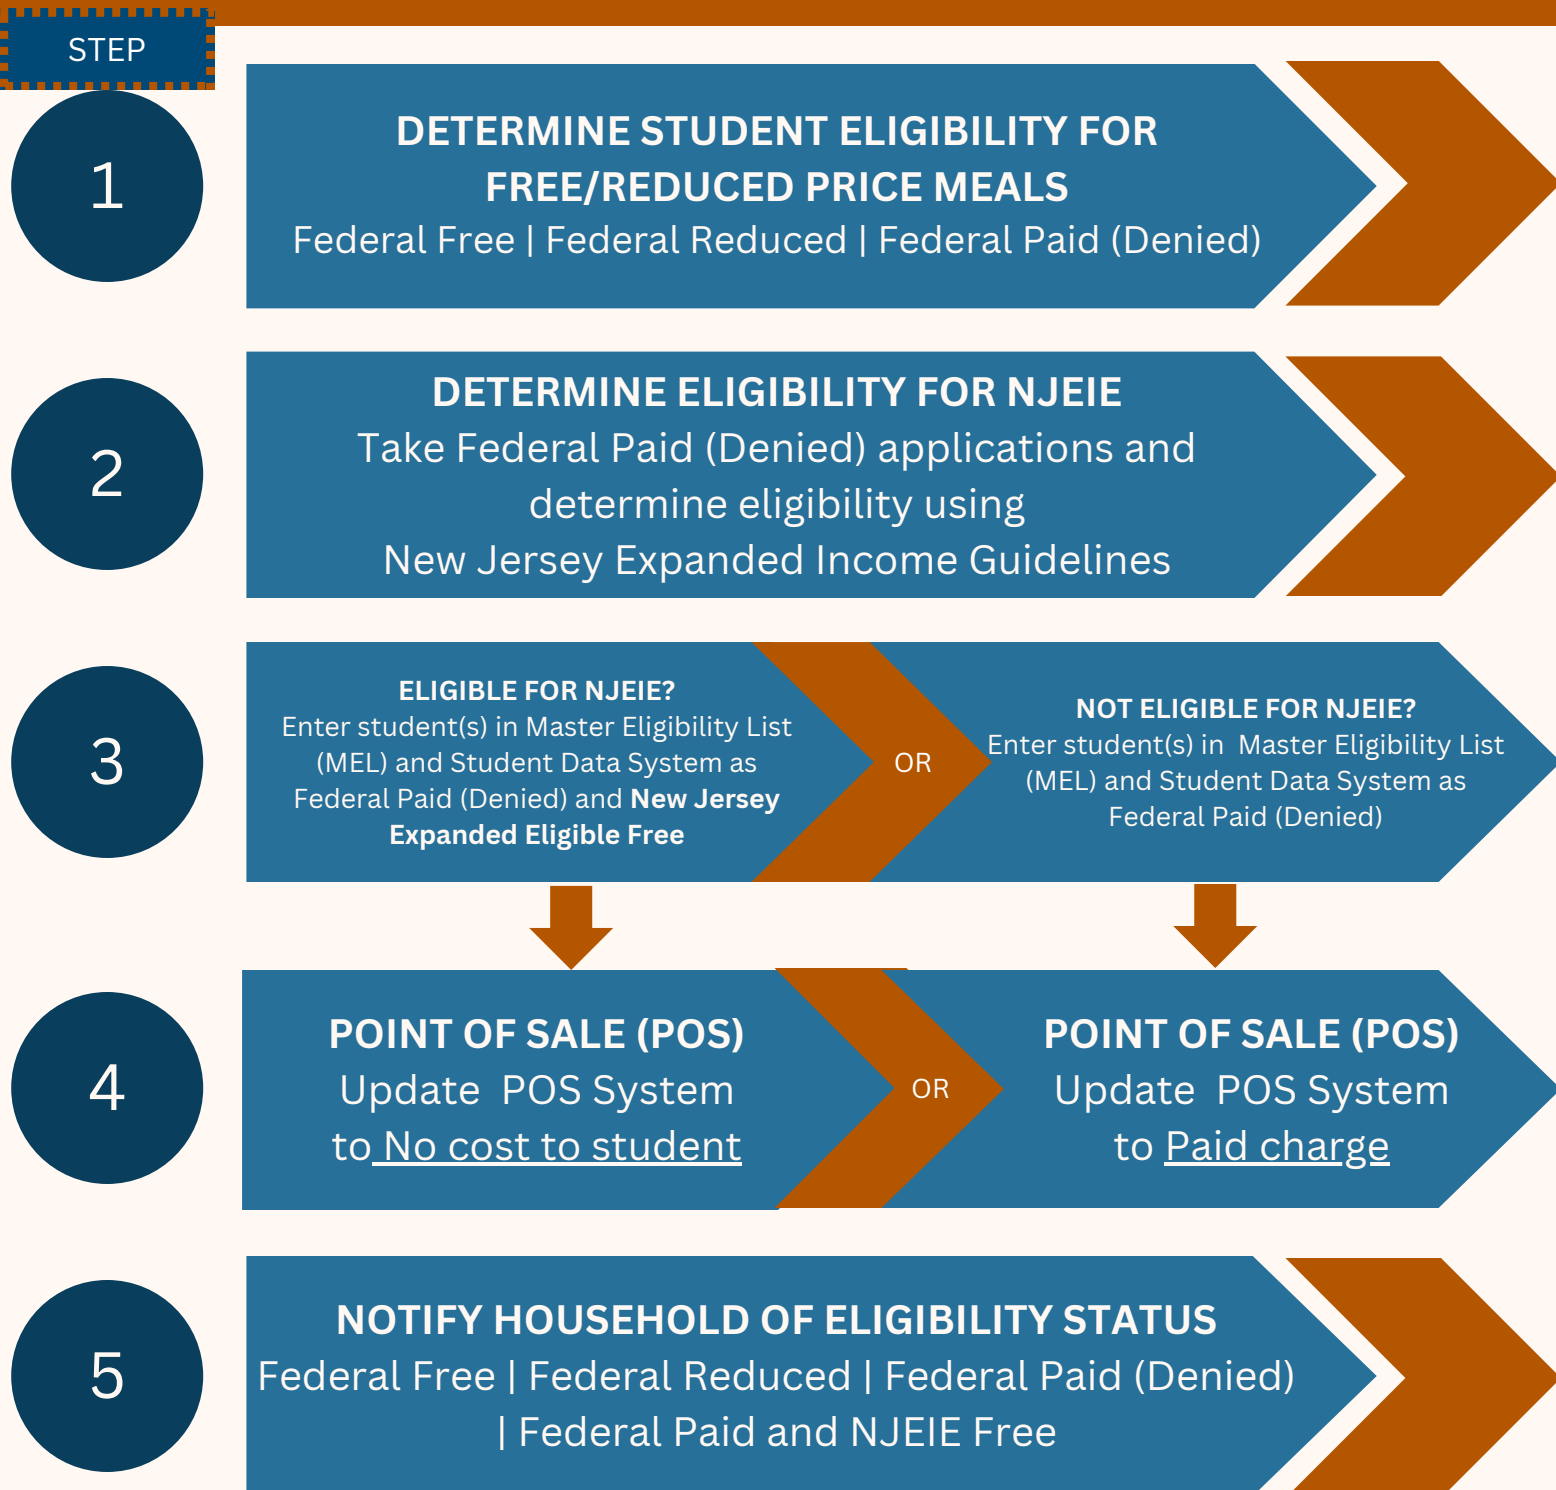 STEP
1
DETERMINE STUDENT ELIGIBILITY FOR
FREE/REDUCED PRICE MEALS
Federal Free | Federal Reduced | Federal Paid (Denied)
2
DETERMINE ELIGIBILITY FOR NJEIE
Take Federal Paid (Denied) applications and
determine eligibility using
New Jersey Expanded Income Guidelines
3
ELIGIBLE FOR NJEIE?
Enter student(s) in Master Eligibility List
(MEL) and Student Data System as
Federal Paid (Denied) and New Jersey
Expanded Eligible Free
OR
NOT ELIGIBLE FOR NJEIE?
Enter student(s) in Master Eligibility List
(MEL) and Student Data System as
Federal Paid (Denied)
4
POINT OF SALE (POS)
Update POS System
to No cost to student
OR
POINT OF SALE (POS)
Update POS System
to Paid charge
5
NOTIFY HOUSEHOLD OF ELIGIBILITY STATUS
Federal Free | Federal Reduced | Federal Paid (Denied)
| Federal Paid and NJEIE Free